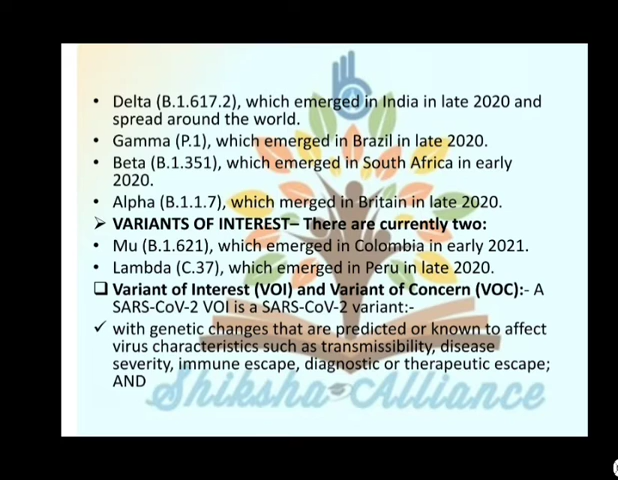 • Delta (B.1.617.2), which emerged in India in late 2020 and
spread around the world.
• Gamma (P.1), which emerged in Brazil in late 2020.
• Beta (B.1.351), which emerged in South Africa in early
2020.
• Alpha (B.1.1.7), which merged in Britain in late 2020.
➢ VARIANTS OF INTEREST– There are currently two:
• Mu (B.1.621), which emerged in Colombia in early 2021.
• Lambda (C.37), which emerged in Peru in late 2020.
❑ Variant of Interest (VOI) and Variant of Concern (VOC):- A
SARS-CoV-2 VOI is a SARS-CoV-2 variant:-
✓ with genetic changes that are predicted or known to affect
virus characteristics such as transmissibility, disease
severity, immune escape, diagnostic or therapeutic escape;
AND
Shiksha Alliance